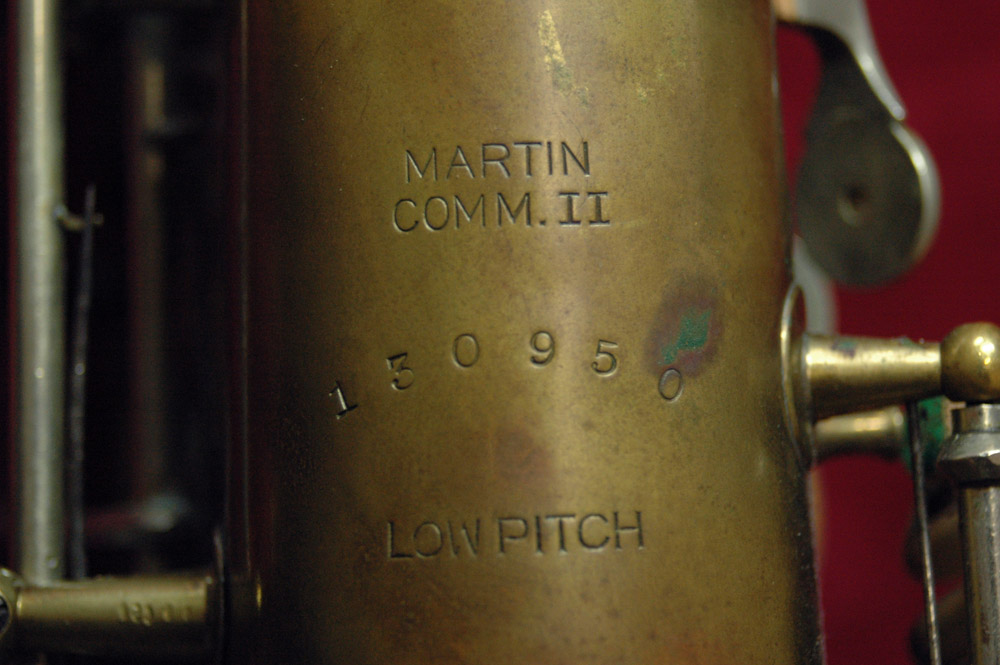 MARTIN
COMM. II
130950
LOW PITCH